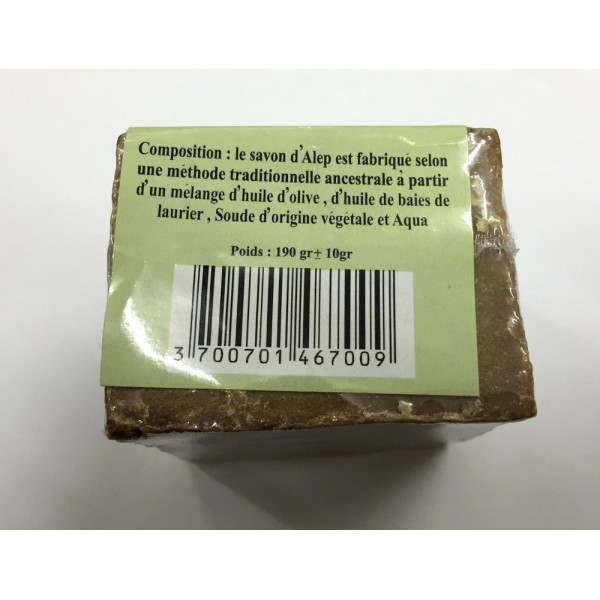 Composition : le savon d'Alep est fabriqué selon
une méthode traditionnelle ancestrale à partir
d'un mélange d'huile d'olive , d'huile de baies de
laurier , Soude d'origine végétale et Aqua
Poids : 190 gr± 10gr
3 700701 467009